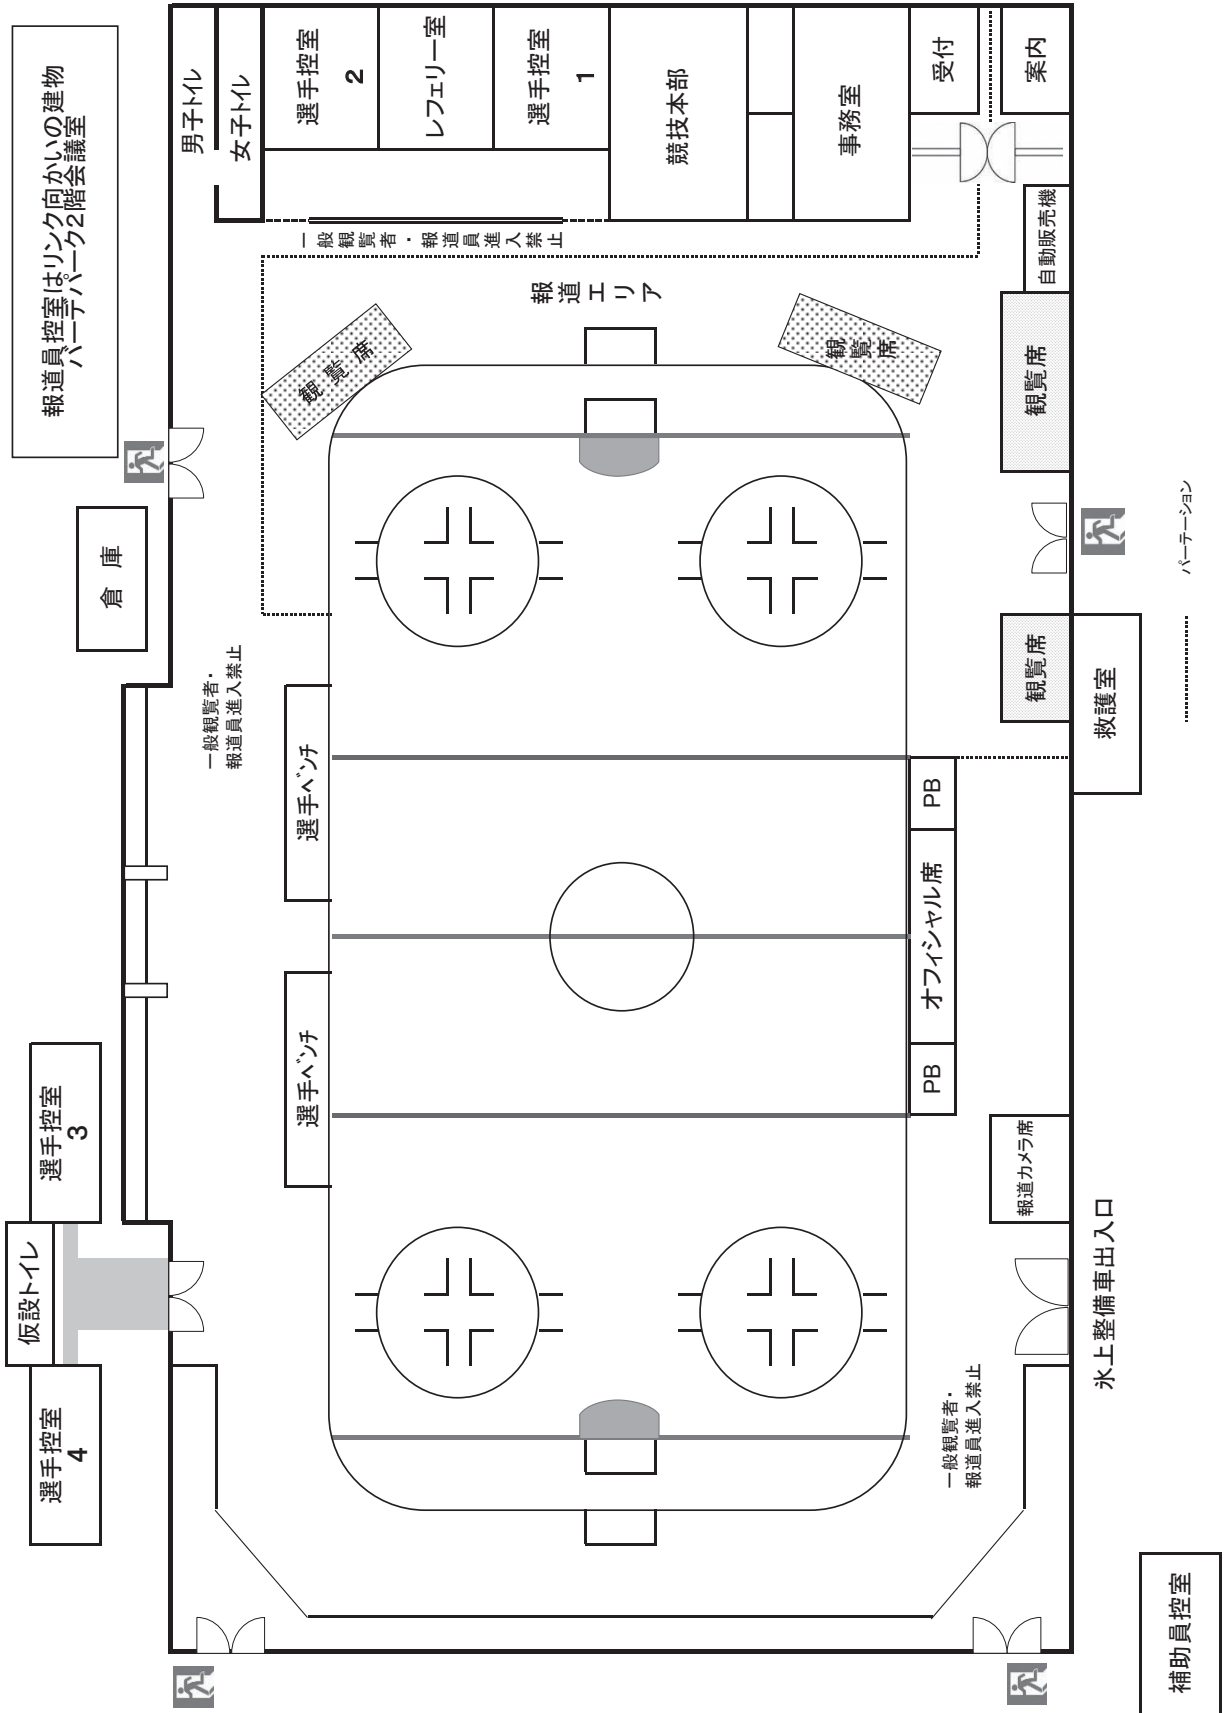 報道員控室はリンク向かいの建物
バーデパーク2階会議室
男子トイレ
女子トイレ
選手控室
2
レフェリー室
選手控室
1
競技本部
事務室
受付
案内
自動販売機
一般観覧者・報道員進入禁止
報道エリア
観覧席
観覧席
観覧席
倉　庫
一般観覧者・
報道員進入禁止
選手ベンチ
観覧席
救護室
パーテーション
PB
オフィシャル席
PB
選手ベンチ
選手控室
3
仮設トイレ
選手控室
4
報道カメラ席
氷上整備車出入口
一般観覧者・
報道員進入禁止
補助員控室